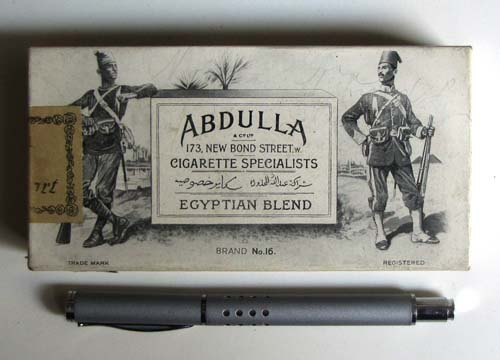 ABDULLA
& CO LTD
173, NEW BOND STREET. W.
CIGARETTE SPECIALISTS
EGYPTIAN BLEND
BRAND No. 16.
TRADE MARK
REGISTERED